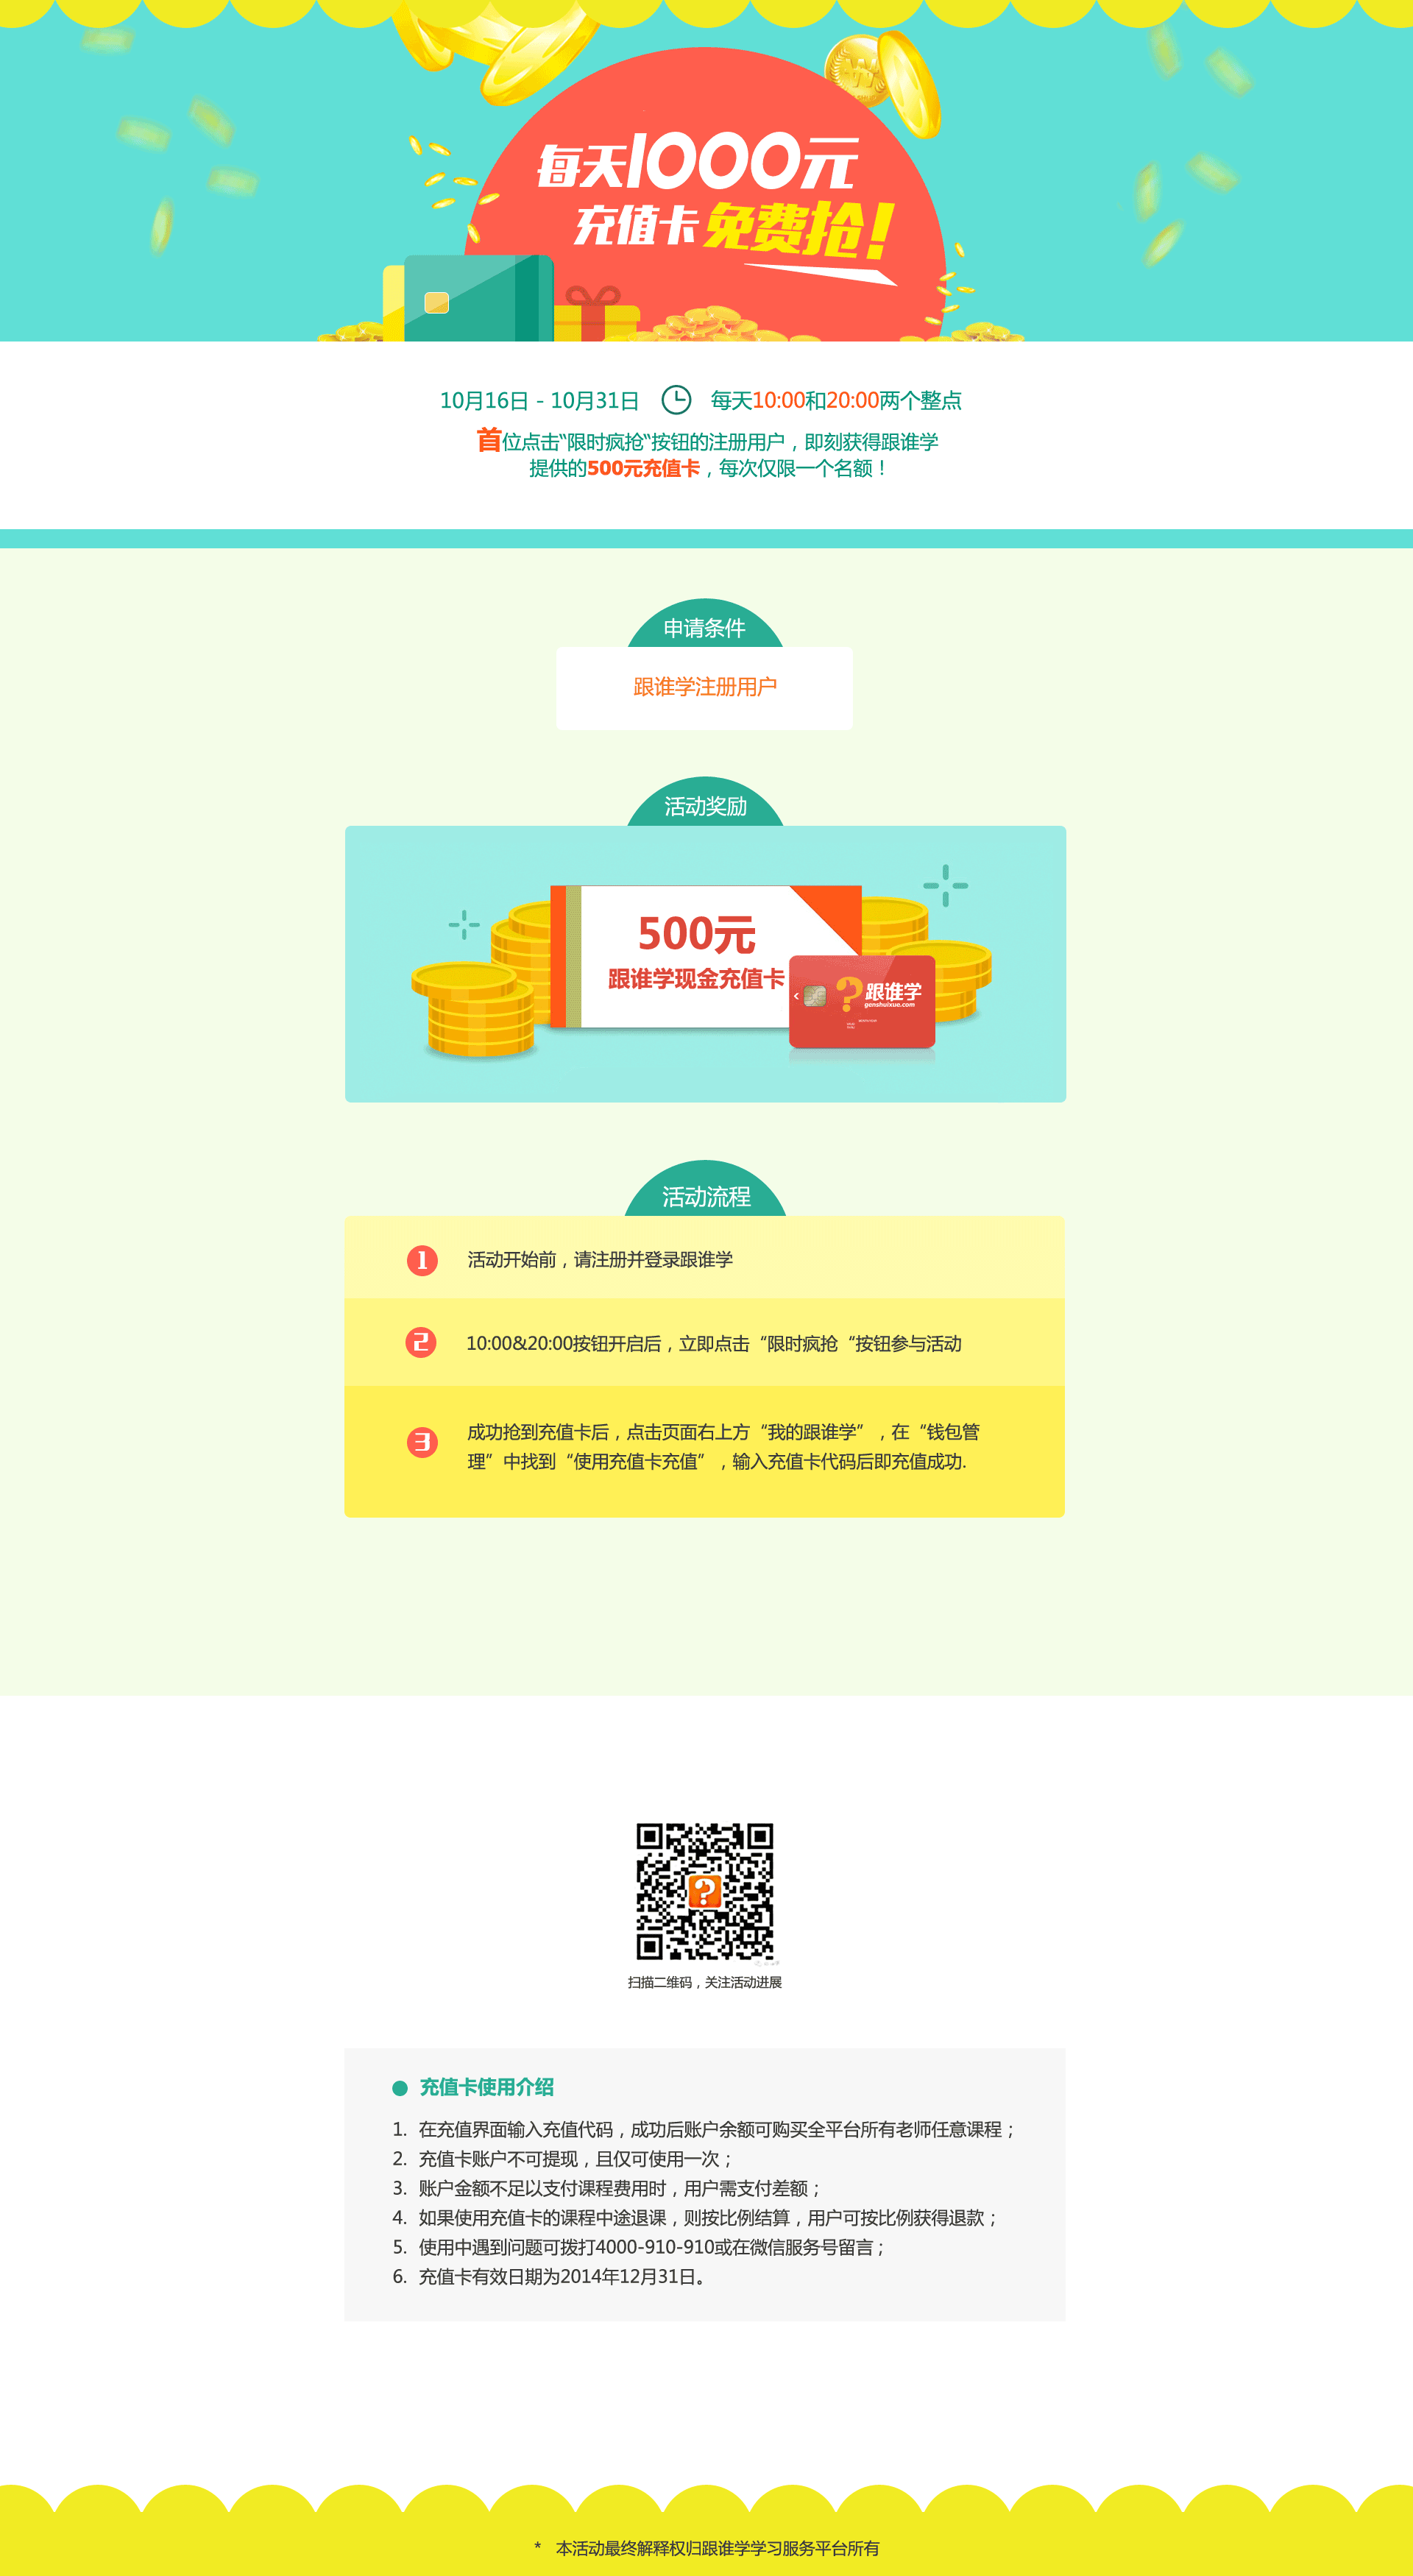 每天1000元
充值卡免费抢!
10月16日 - 10月31日 每天10:00和20:00两个整点
首位点击“限时疯抢“按钮的注册用户，即刻获得跟谁学
提供的500元充值卡，每次仅限一个名额！
申请条件
跟谁学注册用户
活动奖励
500元
跟谁学现金充值卡
跟谁学
genshuixue.com
活动流程
1 活动开始前，请注册并登录跟谁学
2 10:00&20:00按钮开启后，立即点击“限时疯抢“按钮参与活动
3 成功抢到充值卡后，点击页面右上方“我的跟谁学”，在“钱包管
理”中找到“使用充值卡充值”，输入充值卡代码后即充值成功.
扫描二维码，关注活动进展
充值卡使用介绍
1. 在充值界面输入充值代码，成功后账户余额可购买全平台所有老师任意课程；
2. 充值卡账户不可提现，且仅可使用一次；
3. 账户金额不足以支付课程费用时，用户需支付差额；
4. 如果使用充值卡的课程中途退课，则按比例结算，用户可按比例获得退款；
5. 使用中遇到问题可拨打4000-910-910或在微信服务号留言；
6. 充值卡有效日期为2014年12月31日。
* 本活动最终解释权归跟谁学学习服务平台所有